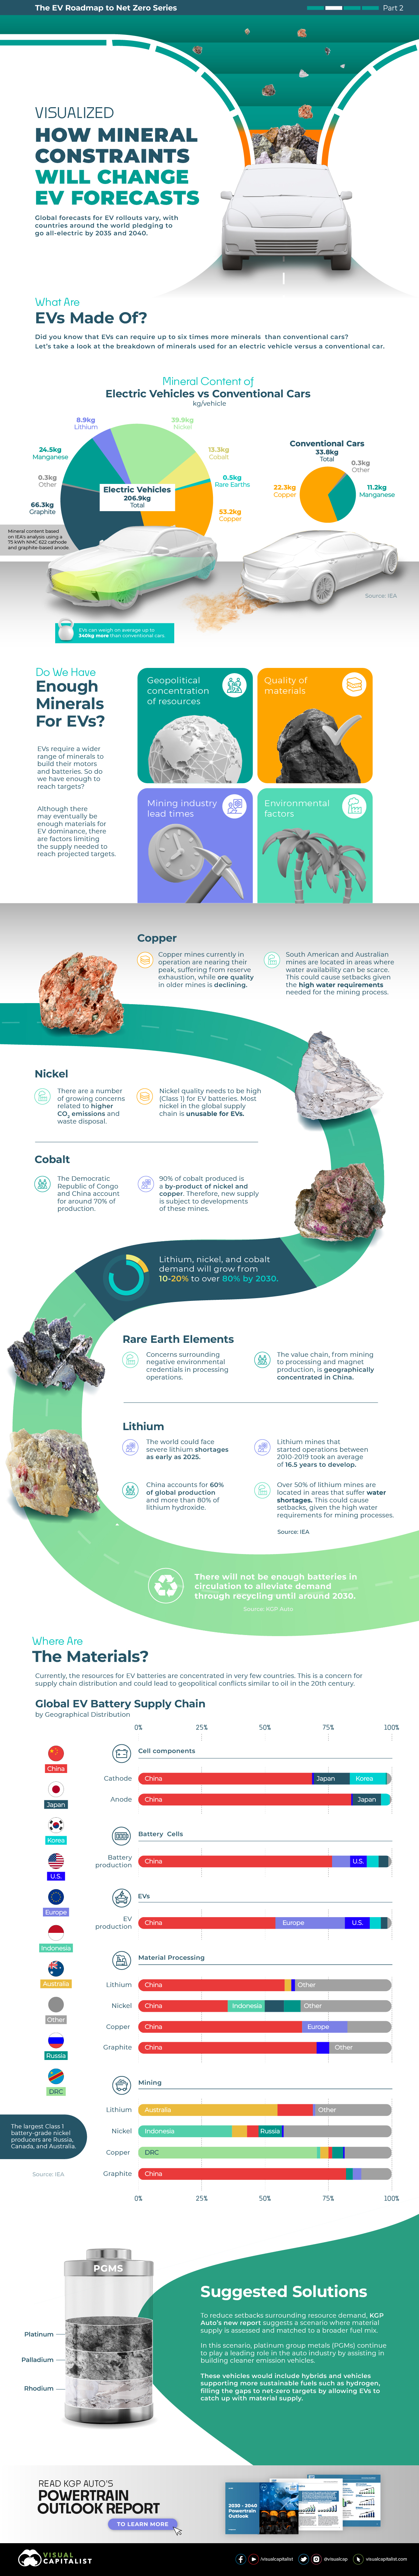 The EV Roadmap to Net Zero Series
Part 2
VISUALIZED
HOW MINERAL
CONSTRAINTS
WILL CHANGE
EV FORECASTS
Global forecasts for EV rollouts vary, with
countries around the world pledging to
go all-electric by 2035 and 2040.
What Are
EVs Made Of?
Did you know that EVs can require up to six times more minerals than conventional cars?
Let's take a look at the breakdown of minerals used for an electric vehicle versus a conventional car.
Mineral Content of
Electric Vehicles vs Conventional Cars
kg/vehicle
8.9kg
Lithium
39.9kg
Nickel
24.5kg
Manganese
13.3kg
Cobalt
0.3kg
Other
0.5kg
Rare Earths
66.3kg
Graphite
53.2kg
Copper
Electric Vehicles
206.9kg
Total
Conventional Cars
33.8kg
Total
0.3kg
Other
22.3kg
Copper
11.2kg
Manganese
Mineral content based
on IEA's analysis using a
75 kWh NMC 622 cathode
and graphite-based anode.
Source: IEA
EVs can weigh on average up to
340kg more than conventional cars.
Do We Have
Enough
Minerals
For EVs?
EVs require a wider
range of minerals to
build their motors
and batteries. So do
we have enough to
reach targets?
Although there
may eventually be
enough materials for
EV dominance, there
are factors limiting
the supply needed to
reach projected targets.
Geopolitical
concentration
of resources
Quality of
materials
Mining industry
lead times
Environmental
factors
Copper
Copper mines currently in
operation are nearing their
peak, suffering from reserve
exhaustion, while ore quality
in older mines is declining.
South American and Australian
mines are located in areas where
water availability can be scarce.
This could cause setbacks given
the high water requirements
needed for the mining process.
Nickel
There are a number
of growing concerns
related to higher
CO₂ emissions and
waste disposal.
Nickel quality needs to be high
(Class 1) for EV batteries. Most
nickel in the global supply
chain is unusable for EVs.
Cobalt
The Democratic
Republic of Congo
and China account
for around 70% of
production.
90% of cobalt produced is
a by-product of nickel and
copper. Therefore, new supply
is subject to developments
of these mines.
Lithium, nickel, and cobalt
demand will grow from
10-20% to over 80% by 2030.
Rare Earth Elements
Concerns surrounding
negative environmental
credentials in processing
operations.
The value chain, from mining
to processing and magnet
production, is geographically
concentrated in China.
Lithium
The world could face
severe lithium shortages
as early as 2025.
Lithium mines that
started operations between
2010-2019 took an average
of 16.5 years to develop.
China accounts for 60%
of global production
and more than 80% of
lithium hydroxide.
Over 50% of lithium mines are
located in areas that suffer water
shortages. This could cause
setbacks, given the high water
requirements for mining processes.
Source: IEA
There will not be enough batteries in
circulation to alleviate demand
through recycling until around 2030.
Source: KGP Auto
Where Are
The Materials?
Currently, the resources for EV batteries are concentrated in very few countries. This is a concern for
supply chain distribution and could lead to geopolitical conflicts similar to oil in the 20th century.
Global EV Battery Supply Chain
by Geographical Distribution
0% 25% 50% 75% 100%
China
Japan
Korea
U.S.
Europe
Indonesia
Australia
Other
Russia
DRC
Cell components
Cathode China Japan Korea
Anode China Japan
Battery Cells
Battery
production China U.S.
EVs
EV
production China Europe U.S.
Material Processing
Lithium China Other
Nickel China Indonesia Other
Copper China Europe
Graphite China Other
Mining
Lithium Australia Other
Nickel Indonesia Russia
Copper DRC
Graphite China
0% 25% 50% 75% 100%
The largest Class 1
battery-grade nickel
producers are Russia,
Canada, and Australia.
Source: IEA
PGMS
Platinum
Palladium
Rhodium
Suggested Solutions
To reduce setbacks surrounding resource demand, KGP
Auto's new report suggests a scenario where material
supply is assessed and matched to a broader fuel mix.
In this scenario, platinum group metals (PGMs) continue
to play a leading role in the auto industry by assisting in
building cleaner emission vehicles.
These vehicles would include hybrids and vehicles
supporting more sustainable fuels such as hydrogen,
filling the gaps to net-zero targets by allowing EVs to
catch up with material supply.
READ KGP AUTO'S
POWERTRAIN
OUTLOOK REPORT
TO LEARN MORE
2030 - 2040
Powertrain
Outlook
VISUAL
CAPITALIST
/visualcapitalist
@visualcap
visualcapitalist.com